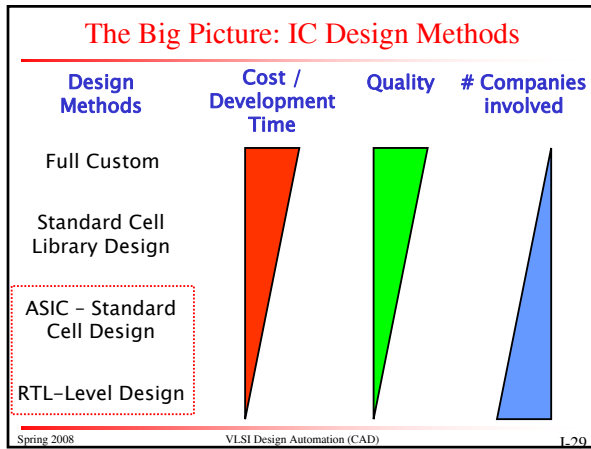 The Big Picture: IC Design Methods
Design
Methods
Cost /
Development
Time
Quality
# Companies
involved
Full Custom
Standard Cell
Library Design
ASIC – Standard
Cell Design
RTL-Level Design
Spring 2008
VLSI Design Automation (CAD)
I-29